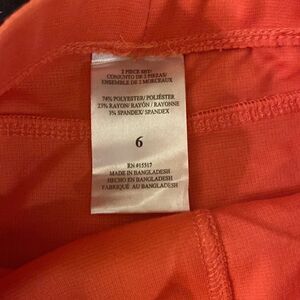 2 PIECE SET/
CONJUNTO DE 2 PIEZAS/
ENSEMBLE DE 2 MORCEAUX
74% POLYESTER/ POLIÉSTER
23% RAYON/ RAYÓN / RAYONNE
3% SPANDEX/ SPANDEX
6
RN #15517
MADE IN BANGLADESH
HECHO EN BANGLADESH
FABRIQUÉ AU BANGLADESH